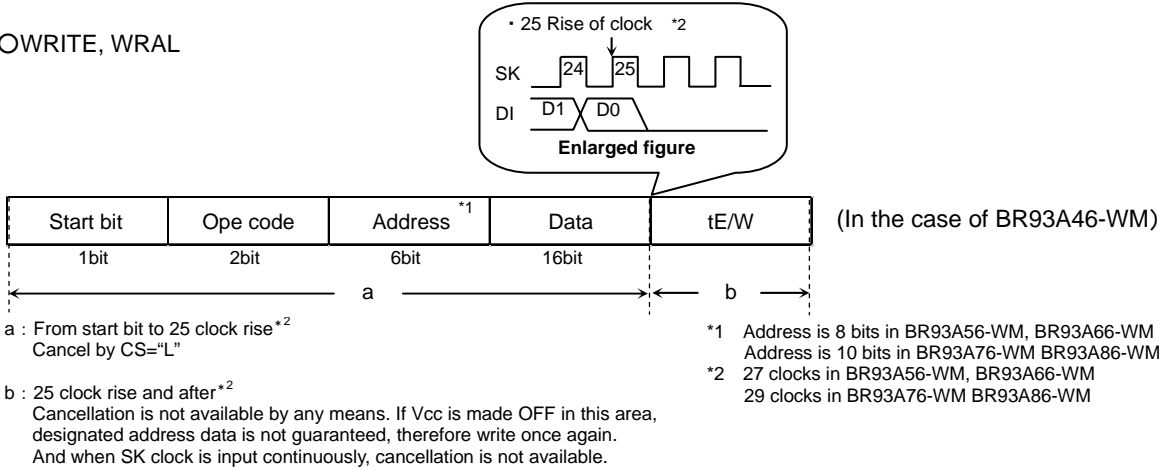 ○WRITE, WRAL
・25 Rise of clock *2
SK 24 25
DI D1 D0
Enlarged figure
Start bit Ope code Address *1 Data tE/W (In the case of BR93A46-WM)
1bit 2bit 6bit 16bit
a b
a : From start bit to 25 clock rise*2
Cancel by CS=“L”
b : 25 clock rise and after*2
Cancellation is not available by any means. If Vcc is made OFF in this area,
designated address data is not guaranteed, therefore write once again.
And when SK clock is input continuously, cancellation is not available.
*1 Address is 8 bits in BR93A56-WM, BR93A66-WM
Address is 10 bits in BR93A76-WM BR93A86-WM
*2 27 clocks in BR93A56-WM, BR93A66-WM
29 clocks in BR93A76-WM BR93A86-WM